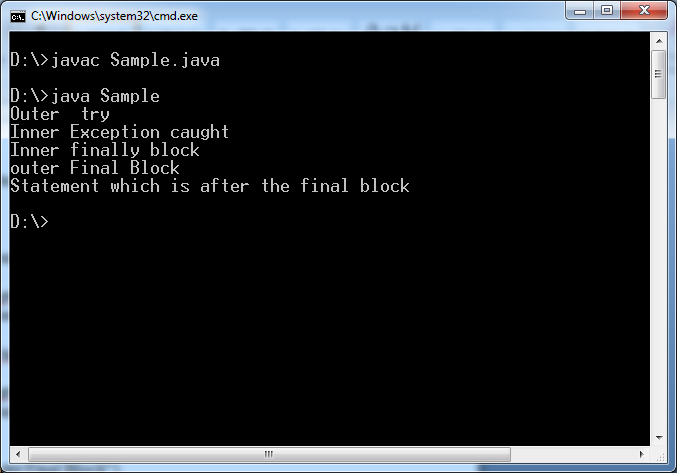 C:\Windows\system32\cmd.exe
D:\>javac Sample.java
D:\>java Sample
Outer  try
Inner Exception caught
Inner finally block
outer Final Block
Statement which is after the final block
D:\>